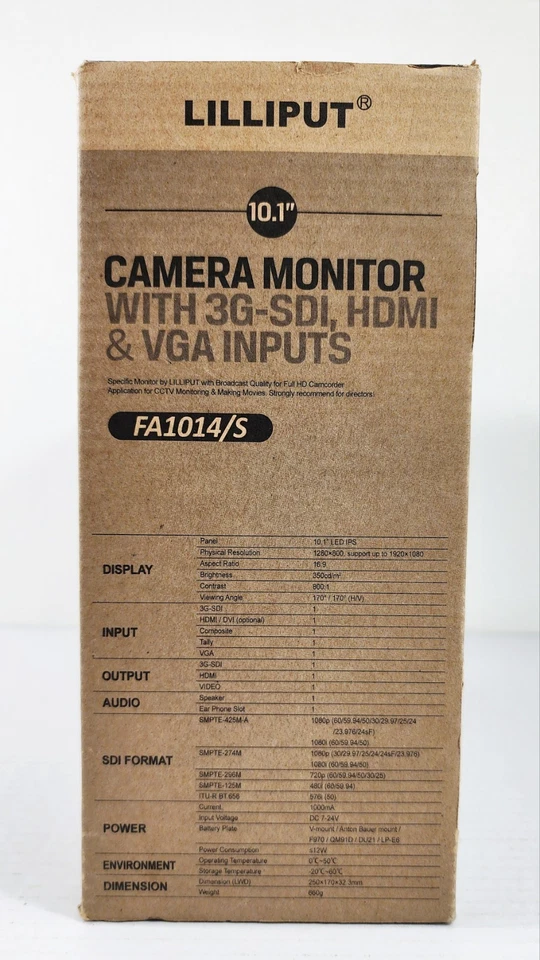 LILLIPUT®
10.1"
CAMERA MONITOR
WITH 3G-SDI, HDMI
& VGA INPUTS
Specific Monitor by LILLIPUT with Broadcast Quality for Full HD Camcorder
Application for CCTV Monitoring & Making Movies. Strongly recommend for directors!
FA1014/S
DISPLAY
Panel 10.1" LED IPS
Physical Resolution 1280×800, support up to 1920×1080
Aspect Ratio 16:9
Brightness 350cd/m²
Contrast 800:1
Viewing Angle 170° / 170° (H/V)
INPUT
3G-SDI 1
HDMI / DVI (optional) 1
Composite 1
Tally 1
VGA 1
OUTPUT
3G-SDI 1
HDMI 1
VIDEO 1
AUDIO
Speaker 1
Ear Phone Slot 1
SDI FORMAT
SMPTE-425M-A 1080p (60/59.94/50/30/29.97/25/24
/23.976/24sF)
1080i (60/59.94/50)
SMPTE-274M 1080p (30/29.97/25/24/24sF/23.976)
1080i (60/59.94/50)
SMPTE-296M 720p (60/59.94/50/30/25)
SMPTE-125M 480i (60/59.94)
ITU-R BT.656 576i (50)
POWER
Current 1000mA
Input Voltage DC 7-24V
Battery Plate V-mount / Anton Bauer mount /
F970 / QM91D / DU21 / LP-E6
Power Consumption ≤12W
ENVIRONMENT
Operating Temperature 0℃~50℃
Storage Temperature -20℃~60℃
DIMENSION
Dimension (LWD) 250×170×32.3mm
Weight 660g